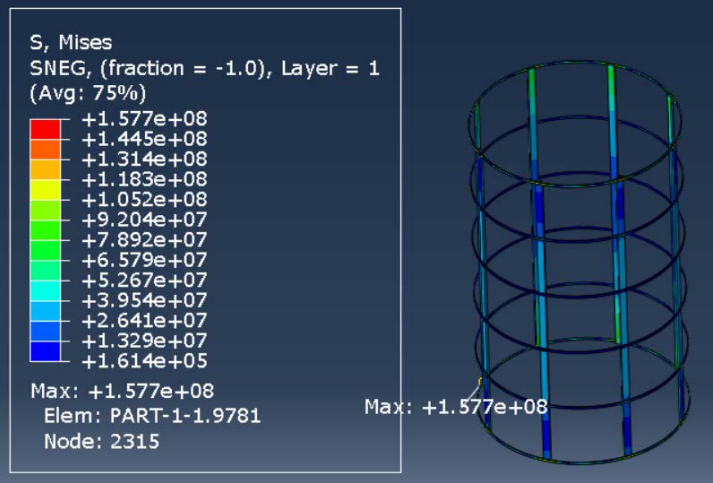 S, Mises
SNEG, (fraction = -1.0), Layer = 1
(Avg: 75%)
+1.577e+08
+1.445e+08
+1.314e+08
+1.183e+08
+1.052e+08
+9.204e+07
+7.892e+07
+6.579e+07
+5.267e+07
+3.954e+07
+2.641e+07
+1.329e+07
+1.614e+05
Max: +1.577e+08
Elem: PART-1-1.9781
Node: 2315
Max: +1.577e+08